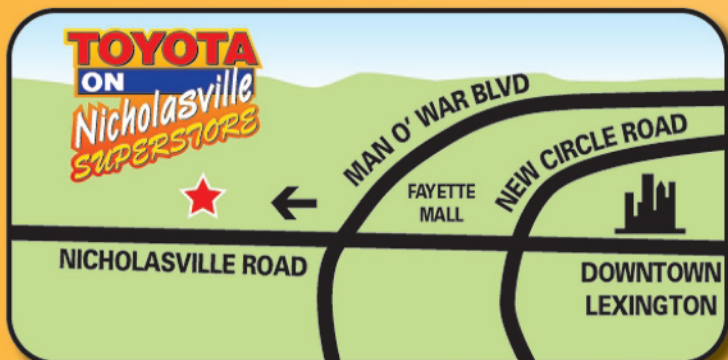 TOYOTA
ON
Nicholasville
SUPERSTORE
MAN O' WAR BLVD
NEW CIRCLE ROAD
FAYETTE
MALL
NICHOLASVILLE ROAD
DOWNTOWN
LEXINGTON